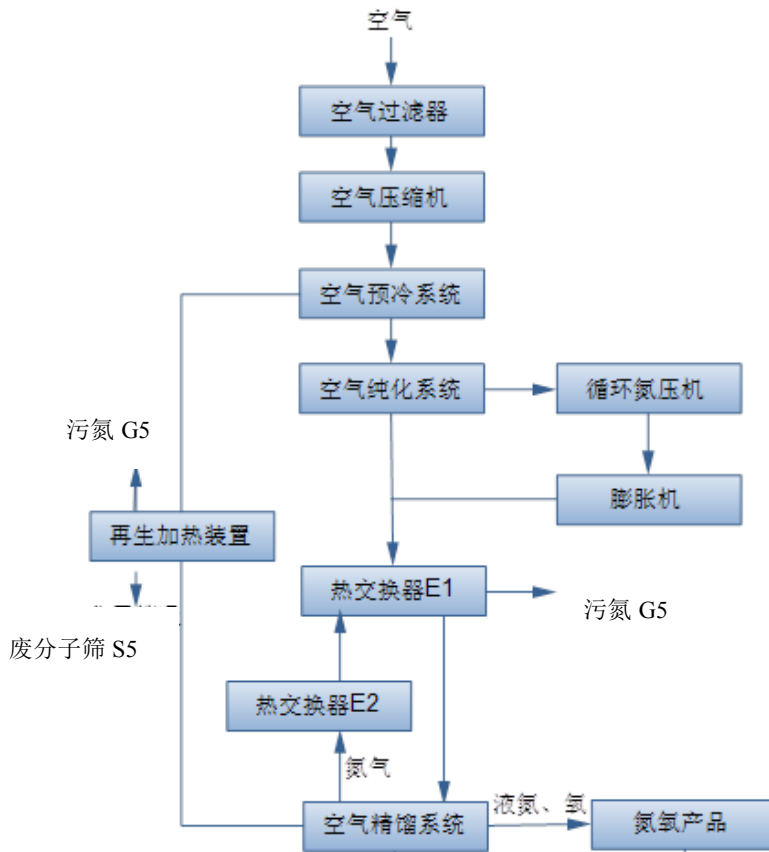 空气
空气过滤器
空气压缩机
空气预冷系统
空气纯化系统
循环氮压机
污氮 G5
膨胀机
再生加热装置
热交换器E1
污氮 G5
废分子筛 S5
热交换器E2
氮气
液氮、氧
空气精馏系统
氮氧产品